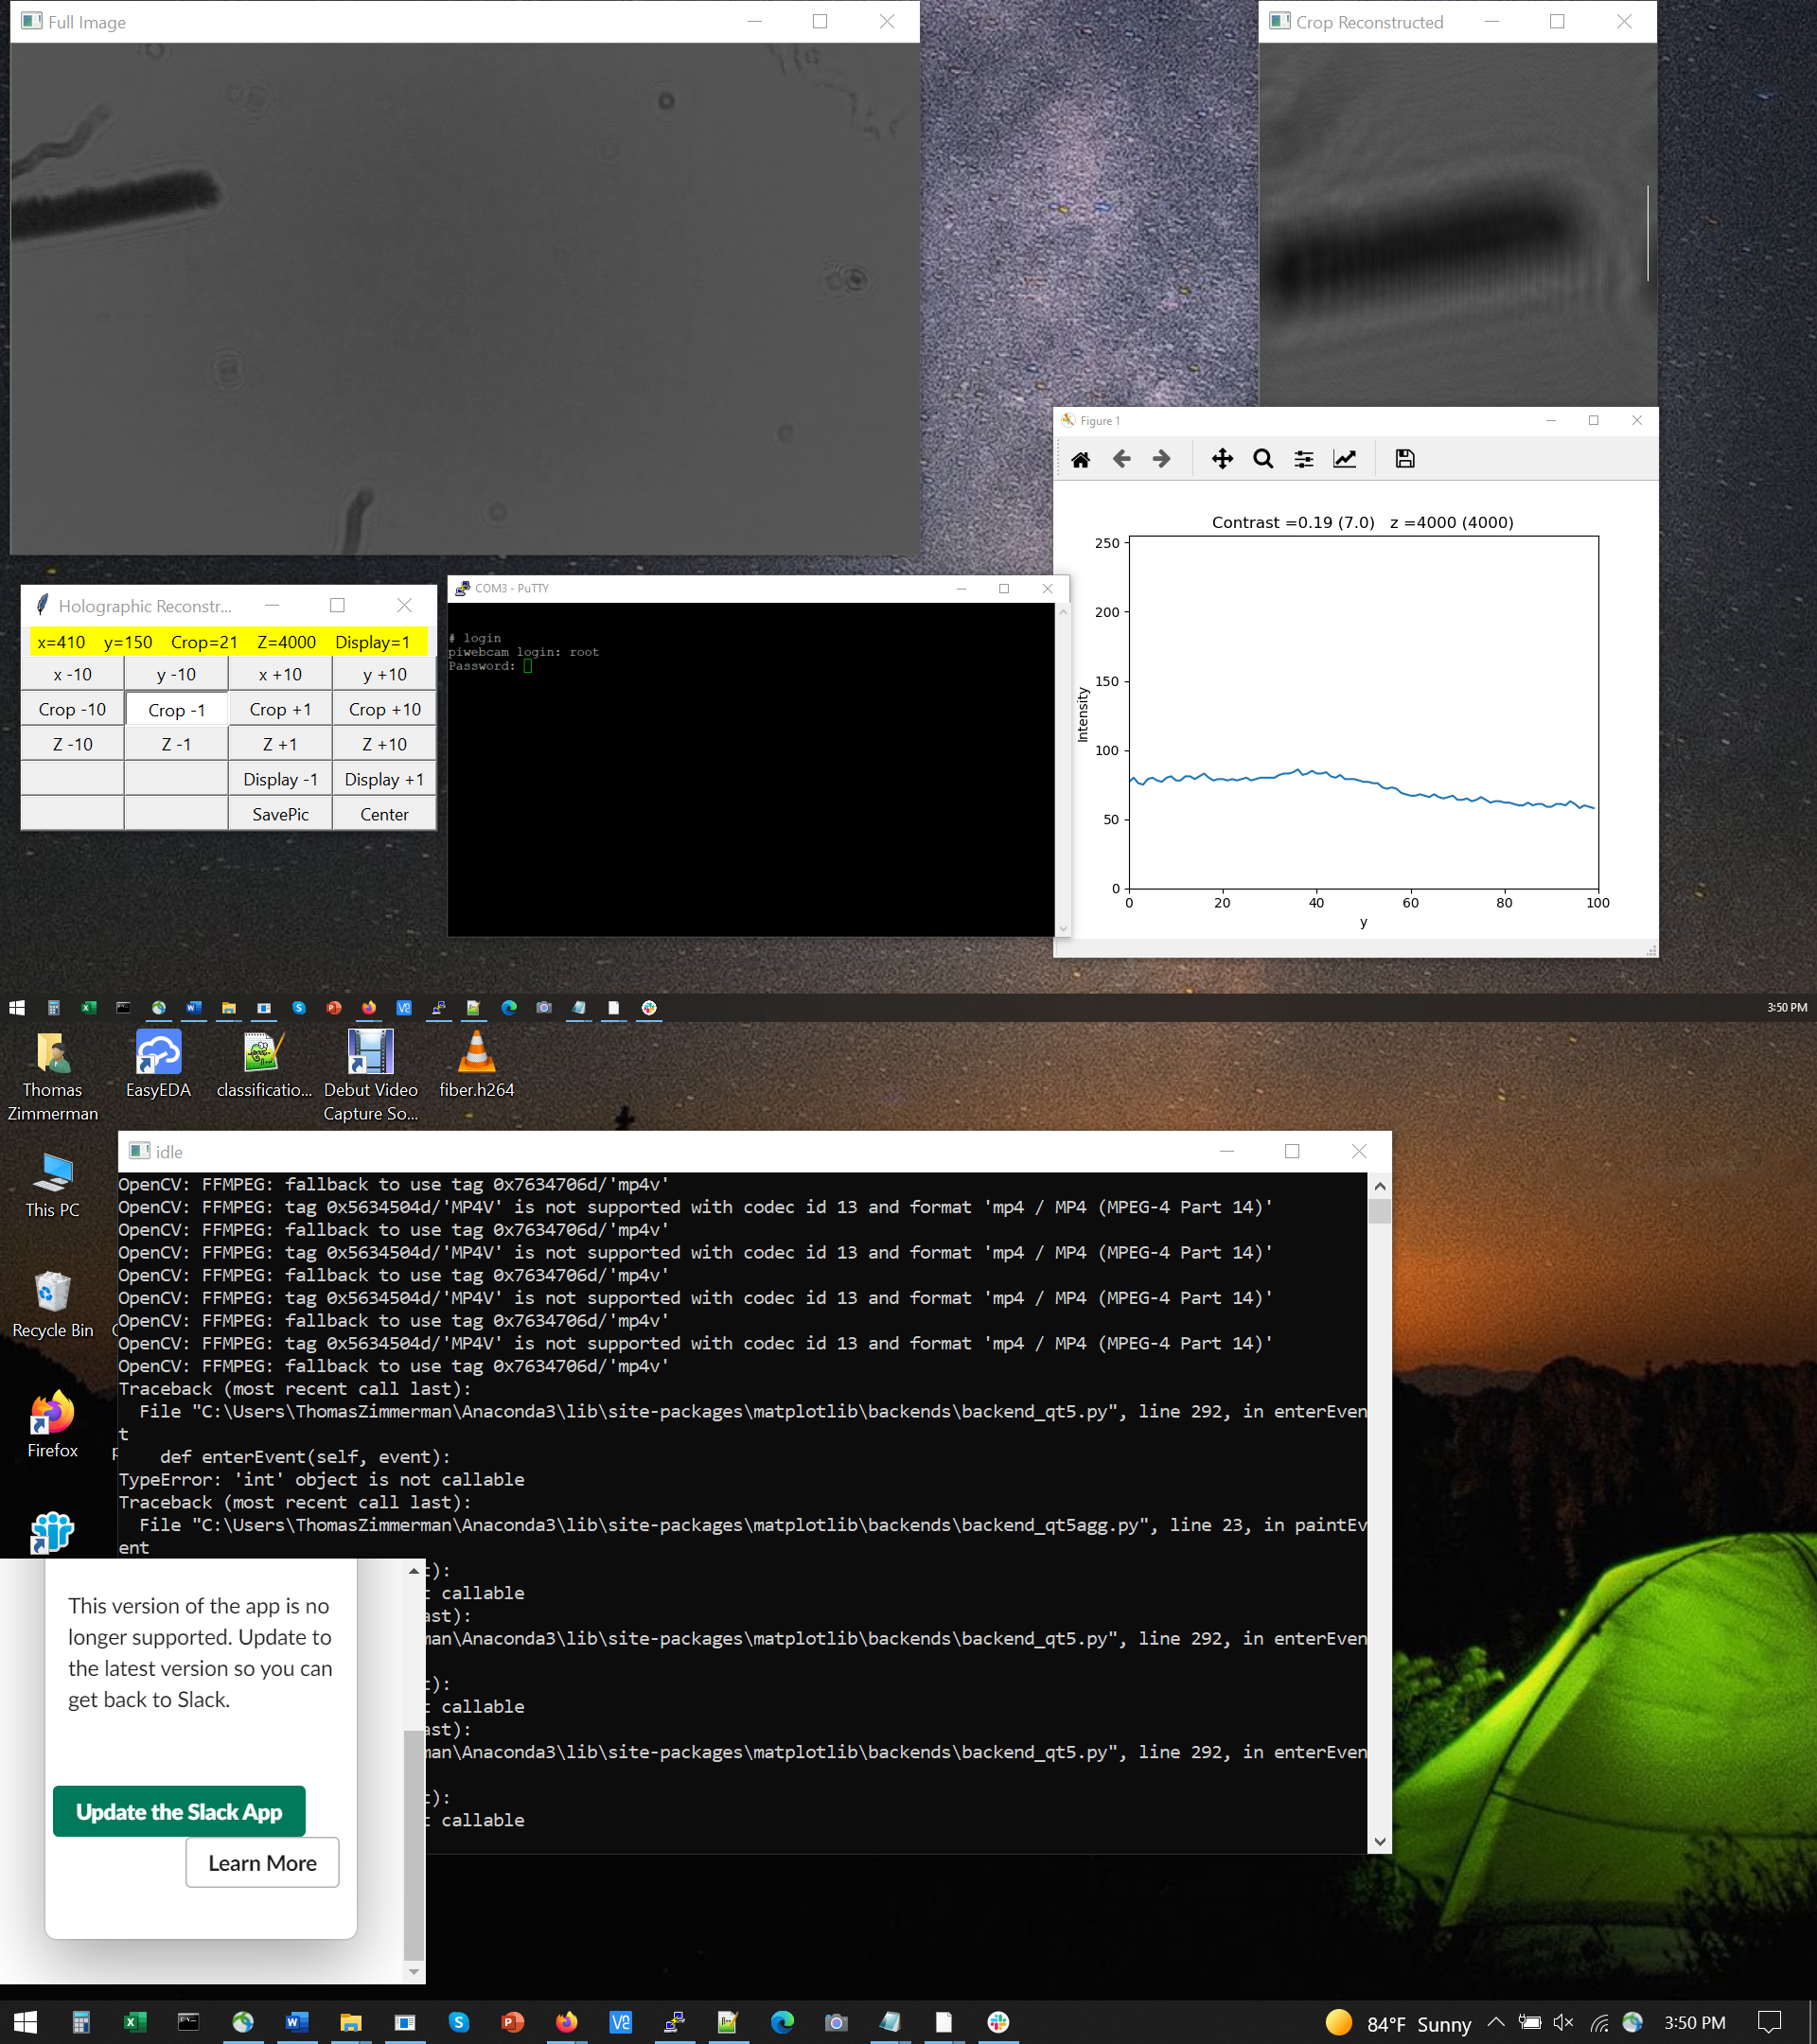 Full Image
Crop Reconstructed
Figure 1
Contrast =0.19 (7.0)   z =4000 (4000)
250
200
150
100
50
0
Intensity
0 20 40 60 80 100
y
Holographic Reconstr...
x=410 y=150 Crop=21 Z=4000 Display=1
x -10 y -10 x +10 y +10
Crop -10 Crop -1 Crop +1 Crop +10
Z -10 Z -1 Z +1 Z +10
Display -1 Display +1
SavePic Center
COM3 - PuTTY
# login
piwebcam login: root
Password:
3:50 PM
Thomas
Zimmerman
EasyEDA
classificatio...
Debut Video
Capture So...
fiber.h264
This PC
Recycle Bin
Firefox
idle
OpenCV: FFMPEG: fallback to use tag 0x7634706d/'mp4v'
OpenCV: FFMPEG: tag 0x5634504d/'MP4V' is not supported with codec id 13 and format 'mp4 / MP4 (MPEG-4 Part 14)'
OpenCV: FFMPEG: fallback to use tag 0x7634706d/'mp4v'
OpenCV: FFMPEG: tag 0x5634504d/'MP4V' is not supported with codec id 13 and format 'mp4 / MP4 (MPEG-4 Part 14)'
OpenCV: FFMPEG: fallback to use tag 0x7634706d/'mp4v'
OpenCV: FFMPEG: tag 0x5634504d/'MP4V' is not supported with codec id 13 and format 'mp4 / MP4 (MPEG-4 Part 14)'
OpenCV: FFMPEG: fallback to use tag 0x7634706d/'mp4v'
OpenCV: FFMPEG: tag 0x5634504d/'MP4V' is not supported with codec id 13 and format 'mp4 / MP4 (MPEG-4 Part 14)'
OpenCV: FFMPEG: fallback to use tag 0x7634706d/'mp4v'
Traceback (most recent call last):
  File "C:\Users\ThomasZimmerman\Anaconda3\lib\site-packages\matplotlib\backends\backend_qt5.py", line 292, in enterEven
t
    def enterEvent(self, event):
TypeError: 'int' object is not callable
Traceback (most recent call last):
  File "C:\Users\ThomasZimmerman\Anaconda3\lib\site-packages\matplotlib\backends\backend_qt5agg.py", line 23, in paintEv
ent
):
callable
ast):
man\Anaconda3\lib\site-packages\matplotlib\backends\backend_qt5.py", line 292, in enterEven
):
callable
ast):
man\Anaconda3\lib\site-packages\matplotlib\backends\backend_qt5.py", line 292, in enterEven
):
callable
This version of the app is no
longer supported. Update to
the latest version so you can
get back to Slack.
Update the Slack App
Learn More
84°F Sunny
3:50 PM